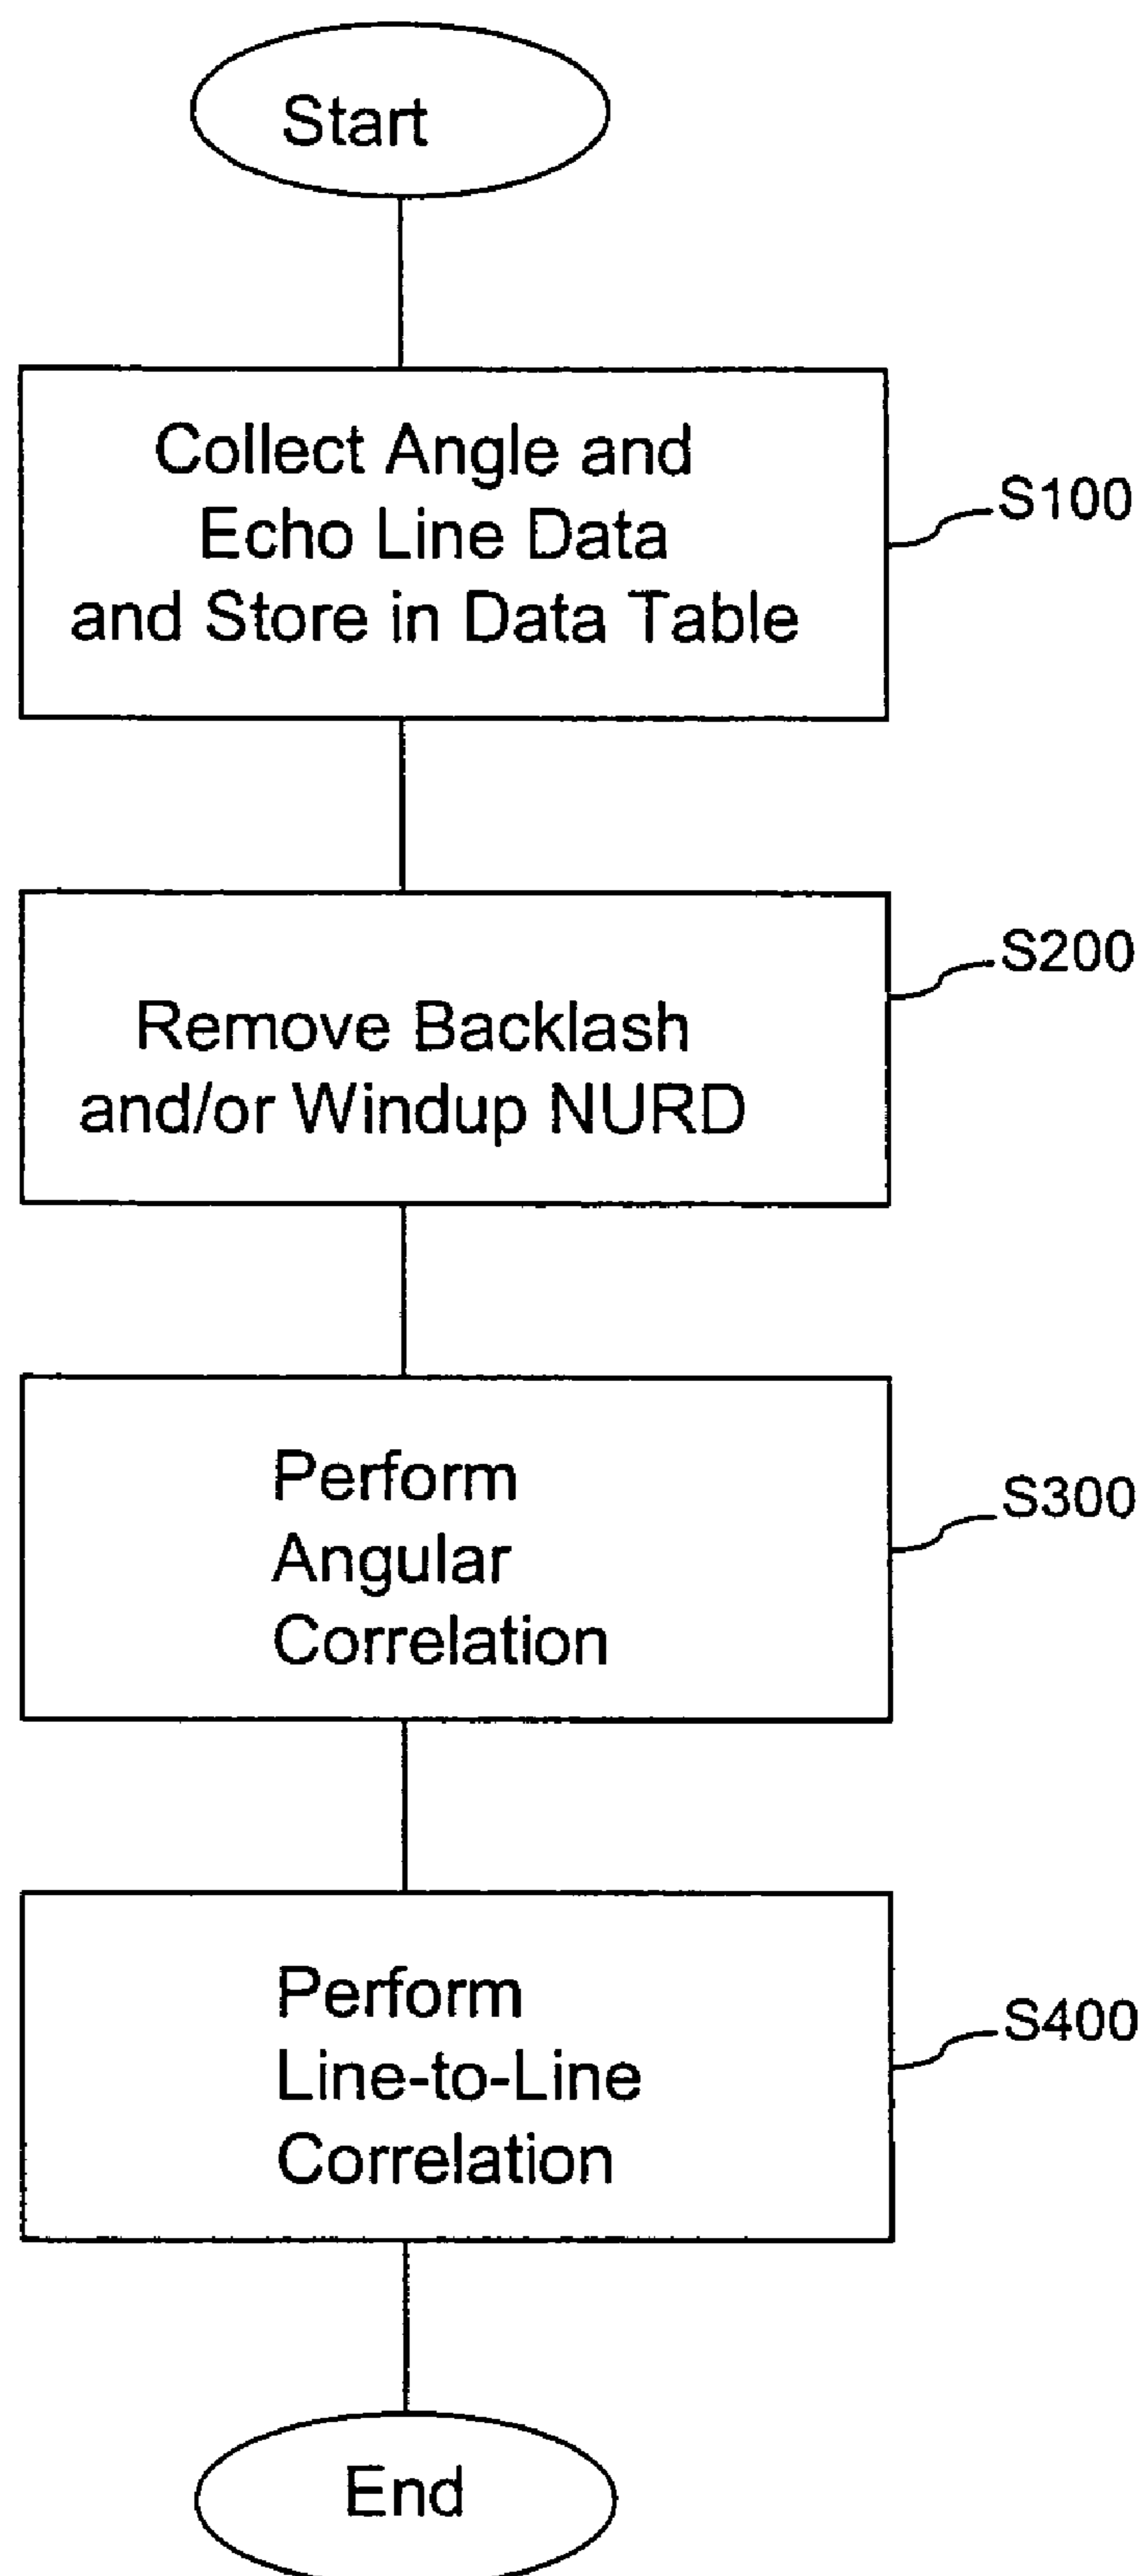 Start
Collect Angle and
Echo Line Data
and Store in Data Table
S100
Remove Backlash
and/or Windup NURD
S200
Perform
Angular
Correlation
S300
Perform
Line-to-Line
Correlation
S400
End